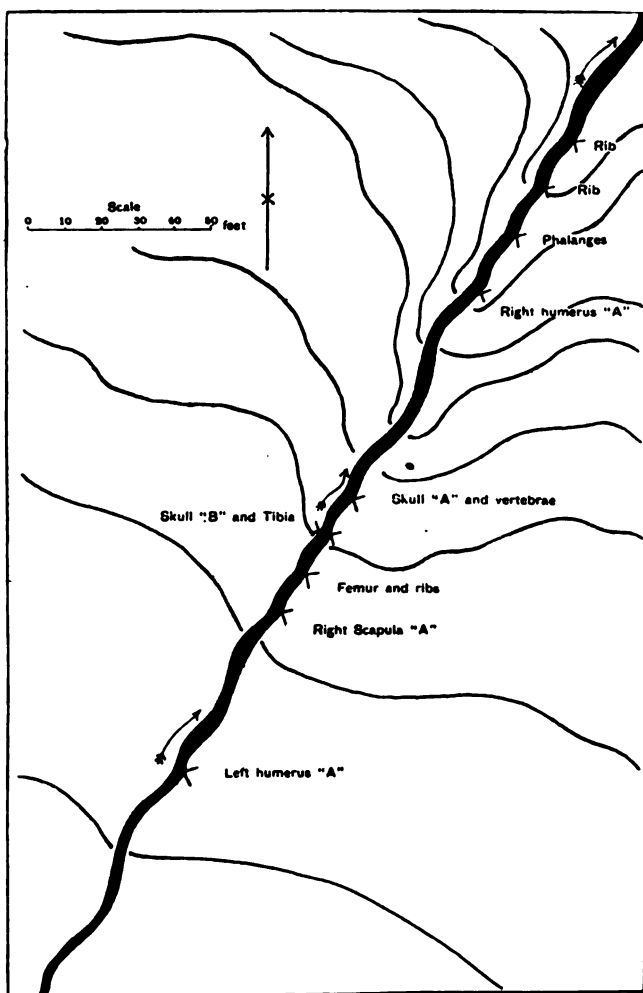 Rib
Rib
Scale
0 10 20 30 40 50 feet
Phalanges
Right humerus "A"
Skull "A" and vertebrae
Skull "B" and Tibia
Femur and ribs
Right Scapula "A"
Left humerus "A"